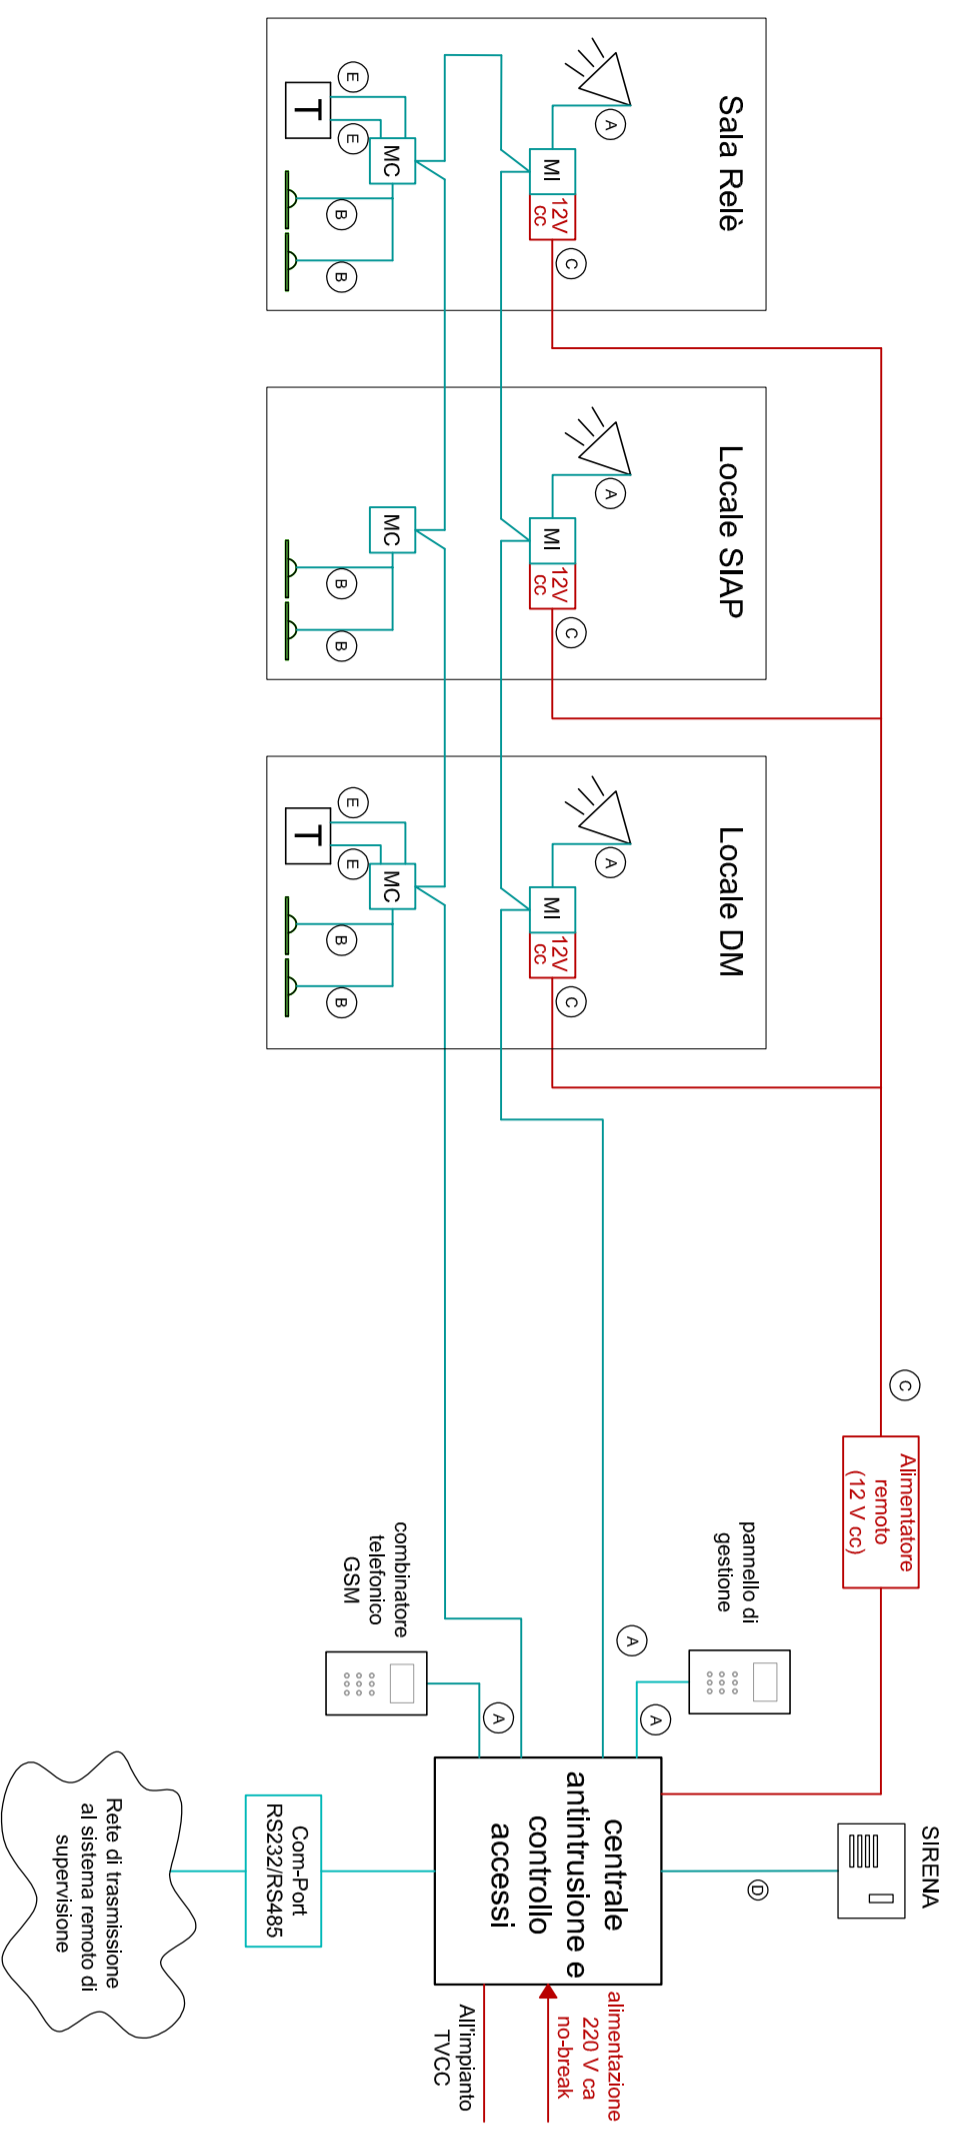 Sala Relè
A
MI
12V
cc
C
E
T
E
MC
B
B
Locale SIAP
A
MI
12V
cc
C
MC
B
B
Locale DM
A
MI
12V
cc
C
E
T
E
MC
B
B
C
Alimentatore
remoto
(12 V cc)
pannello di
gestione
A
A
combinatore
telefonico
GSM
A
SIRENA
D
centrale
antintrusione e
controllo
accessi
Com-Port
RS232/RS485
Rete di trasmissione
al sistema remoto di
supervisione
alimentazione
220 V ca
no-break
All'impianto
TVCC